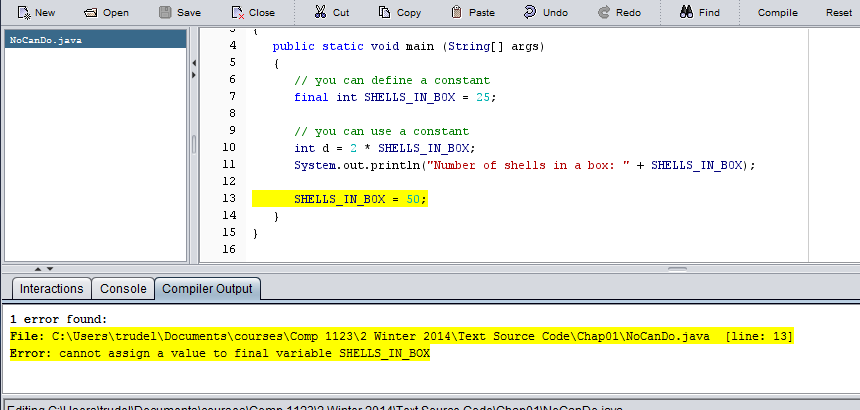 New Open Save Close Cut Copy Paste Undo Redo Find Compile Reset
NoCanDo.java
3 {
4 public static void main (String[] args)
5 {
6 // you can define a constant
7 final int SHELLS_IN_BOX = 25;
8
9 // you can use a constant
10 int d = 2 * SHELLS_IN_BOX;
11 System.out.println("Number of shells in a box: " + SHELLS_IN_BOX);
12
13 SHELLS_IN_BOX = 50;
14 }
15 }
16
Interactions Console Compiler Output
1 error found:
File: C:\Users\trudel\Documents\courses\Comp 1123\2 Winter 2014\Text Source Code\Chap01\NoCanDo.java [line: 13]
Error: cannot assign a value to final variable SHELLS_IN_BOX
Editing C:\Users\trudel\Documents\courses\Comp 1123\2 Winter 2014\Text Source Code\Chap01\NoCanDo.java